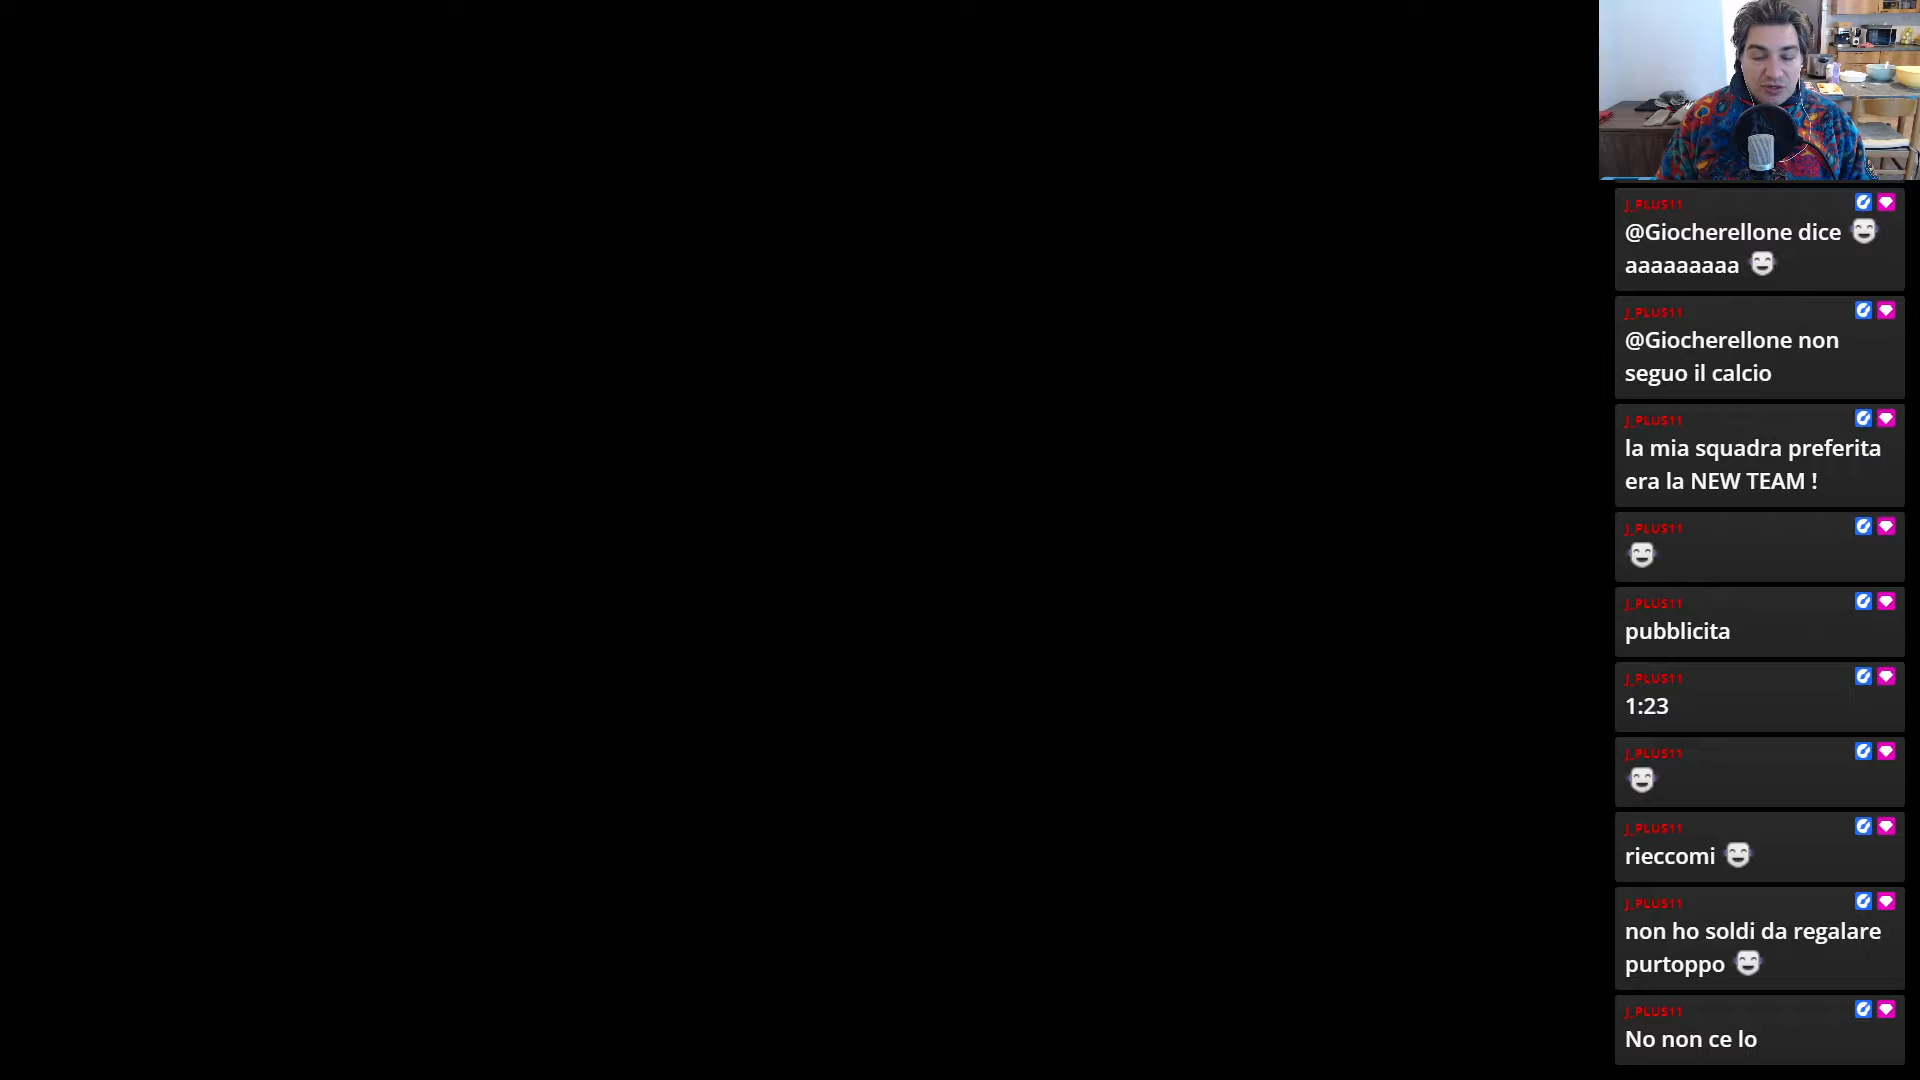 J_PLUS11
@Giocherellone dice
aaaaaaaaa
J_PLUS11
@Giocherellone non
seguo il calcio
J_PLUS11
la mia squadra preferita
era la NEW TEAM !
J_PLUS11
J_PLUS11
pubblicita
J_PLUS11
1:23
J_PLUS11
J_PLUS11
rieccomi
J_PLUS11
non ho soldi da regalare
purtoppo
J_PLUS11
No non ce lo